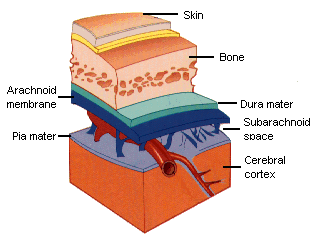 Skin
Bone
Arachnoid
membrane
Dura mater
Subarachnoid
space
Pia mater
Cerebral
cortex